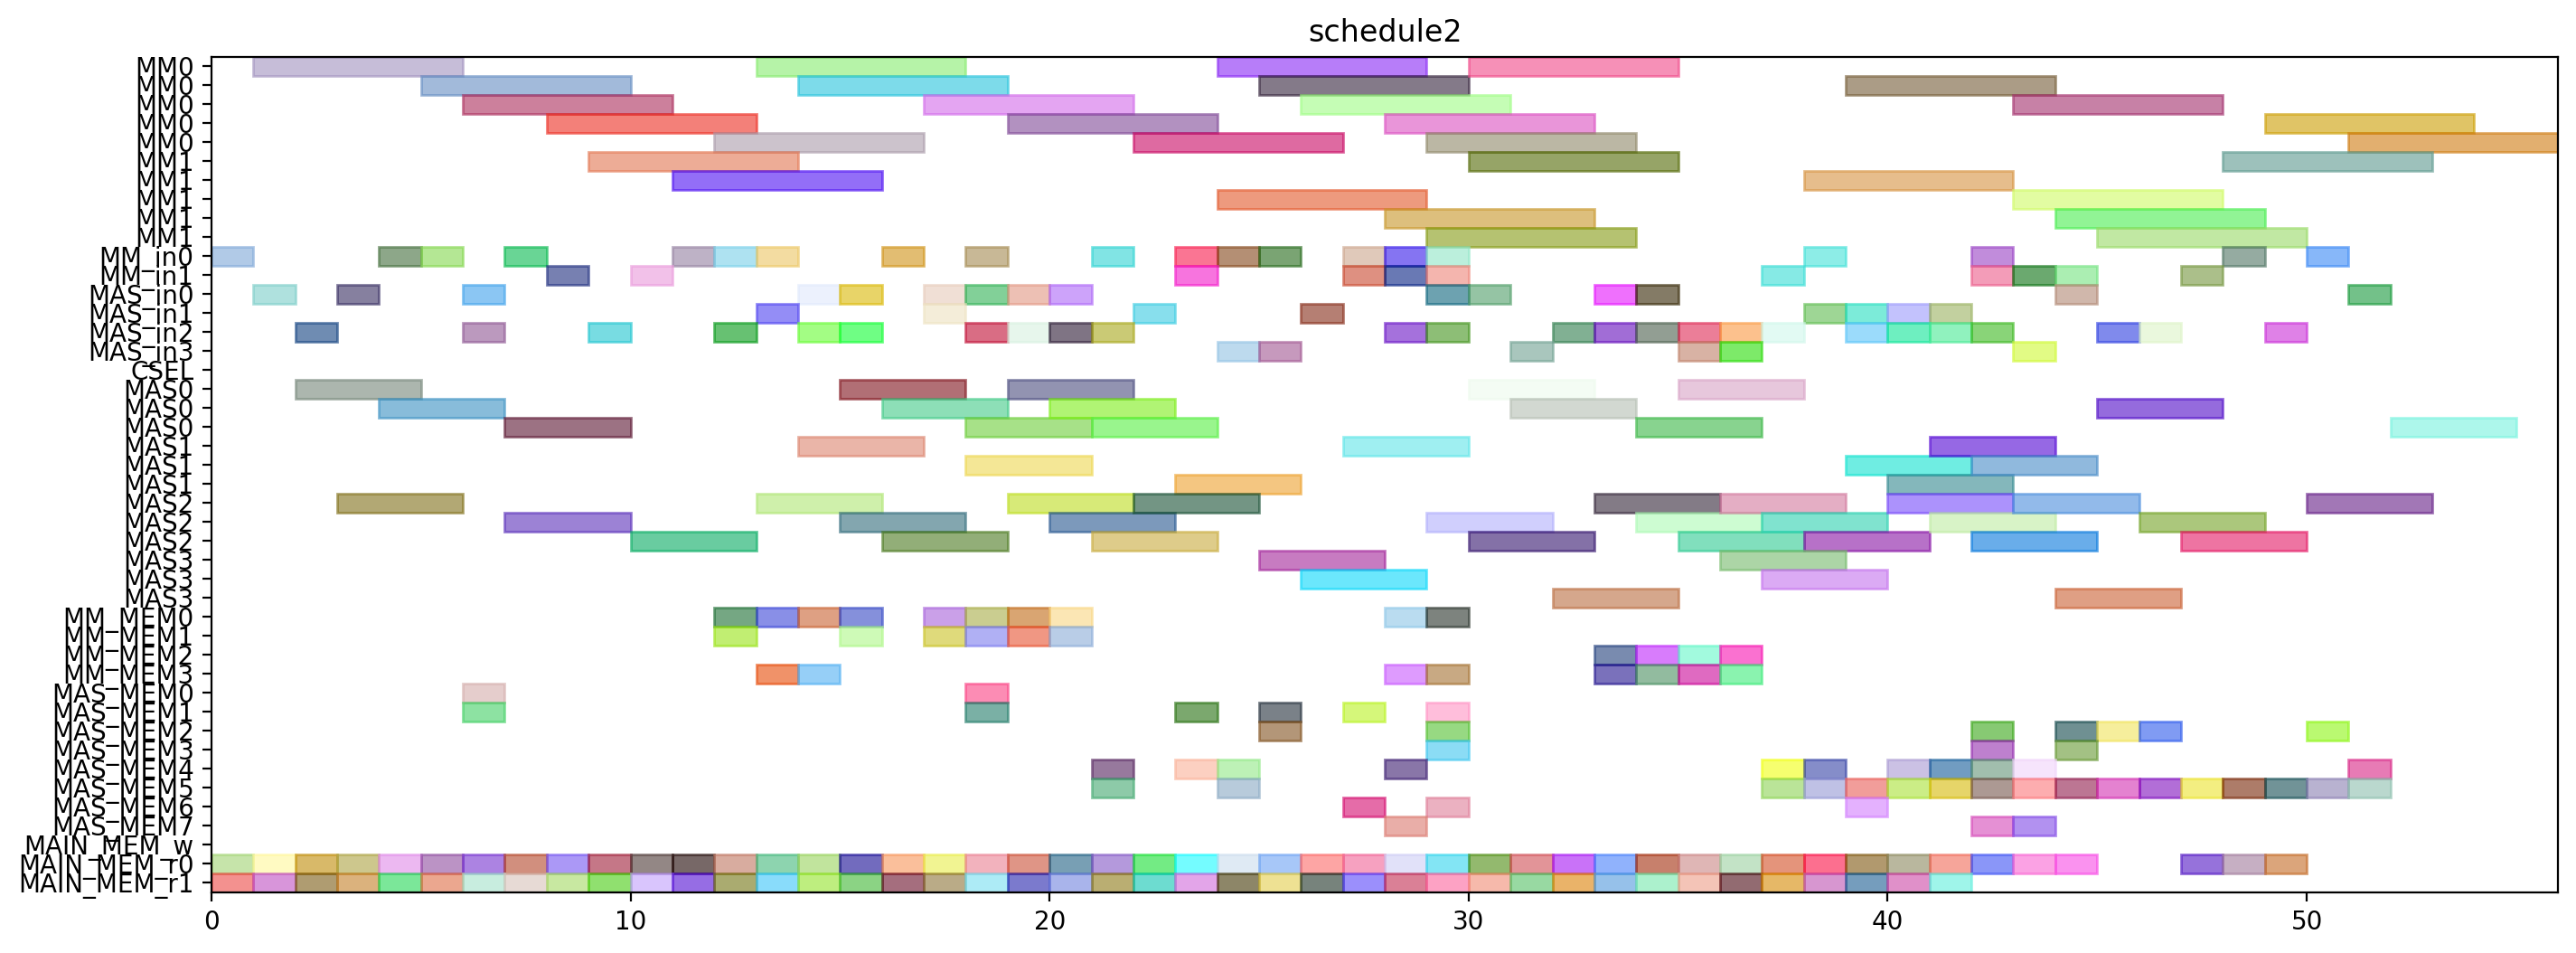 schedule2
MM0
MM0
MM0
MM0
MM0
MM1
MM1
MM1
MM1
MM1
MM_in0
MM_in1
MAS_in0
MAS_in1
MAS_in2
MAS_in3
CSEL
MAS0
MAS0
MAS0
MAS1
MAS1
MAS1
MAS2
MAS2
MAS2
MAS3
MAS3
MAS3
MM_MEM0
MM_MEM1
MM_MEM2
MM_MEM3
MAS_MEM0
MAS_MEM1
MAS_MEM2
MAS_MEM3
MAS_MEM4
MAS_MEM5
MAS_MEM6
MAS_MEM7
MAIN_MEM_w
MAIN_MEM_r0
MAIN_MEM_r1
0 10 20 30 40 50